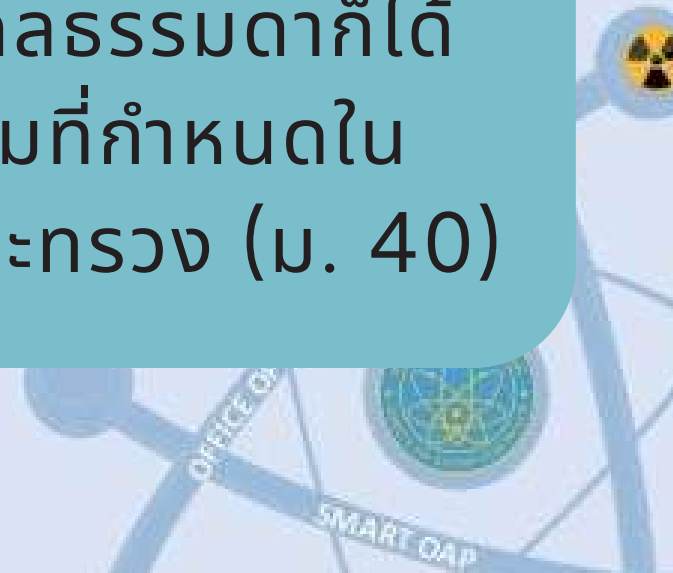 ลธรรมดาก็ได้
มที่กำหนดใน
ะทรวง (ม. 40)
OFFICE O
SMART OAP